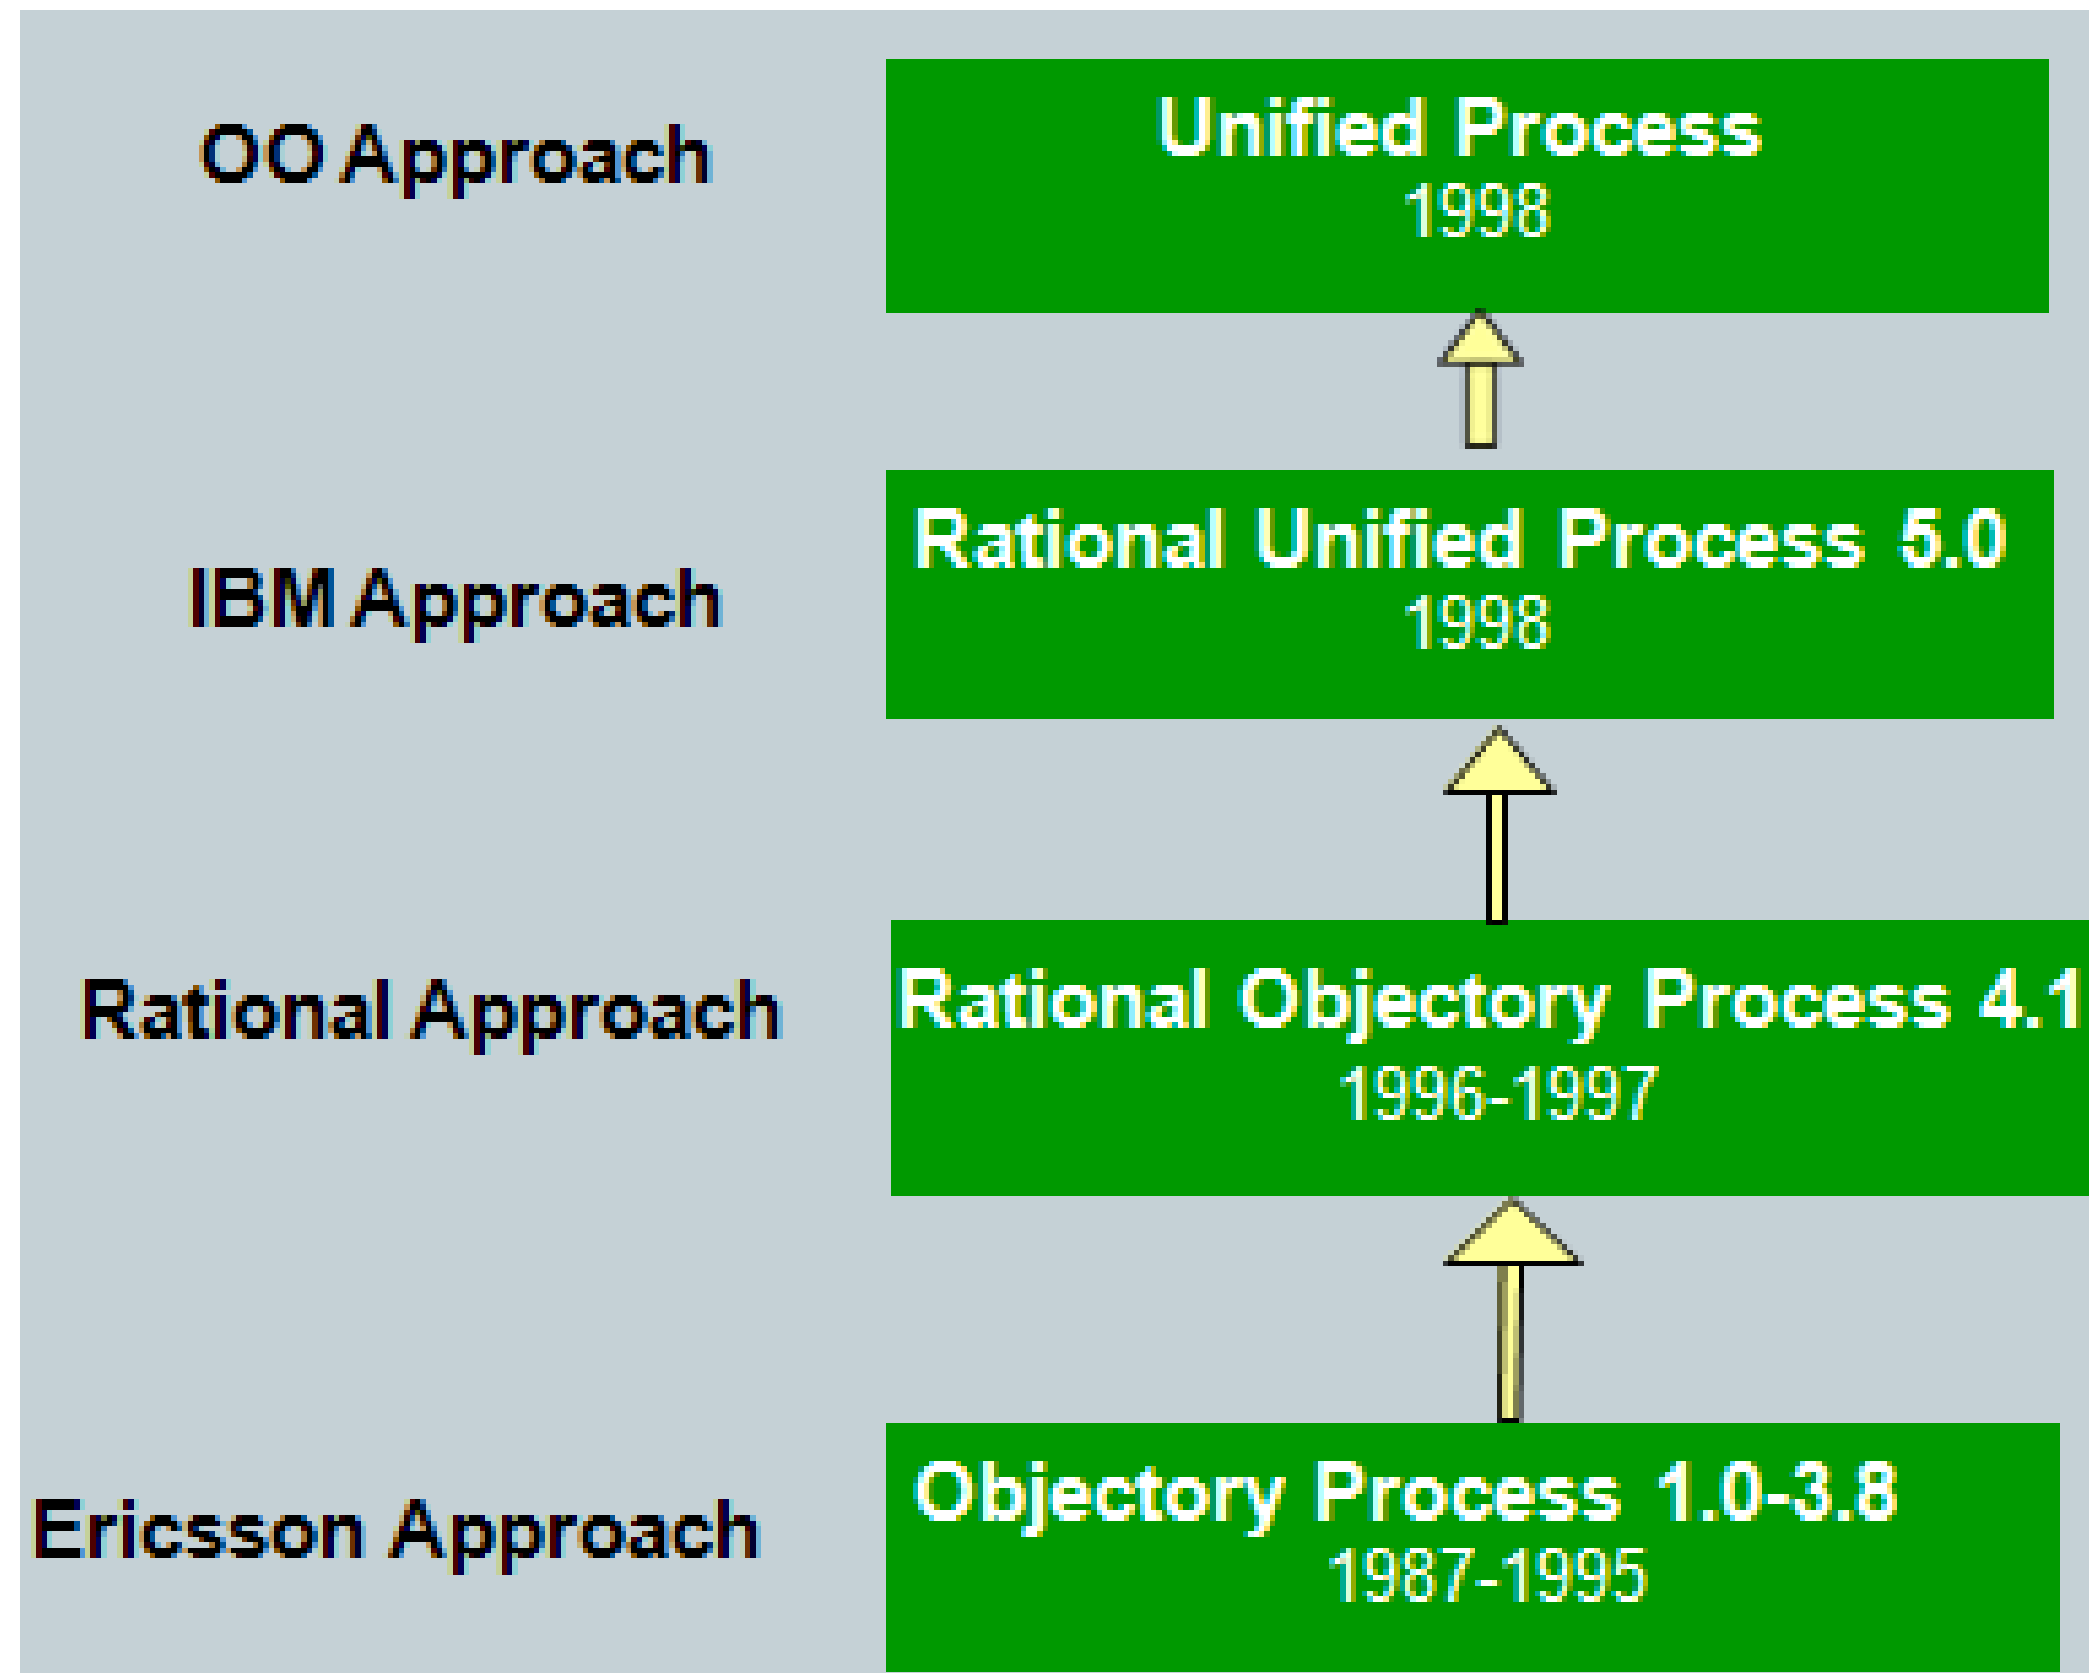 OO Approach
Unified Process
1998
IBM Approach
Rational Unified Process 5.0
1998
Rational Approach
Rational Objectory Process 4.1
1996-1997
Ericsson Approach
Objectory Process 1.0-3.8
1987-1995